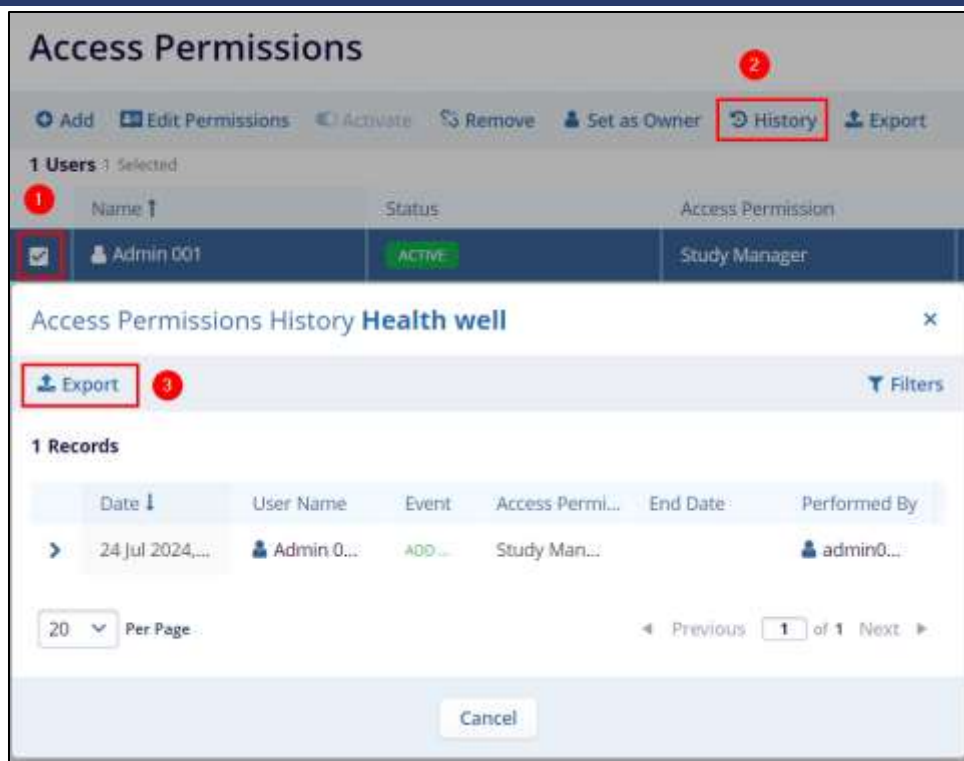 Access Permissions
2
Add Edit Permissions Activate Remove Set as Owner History Export
1 Users 1 Selected
1
Name Status Access Permission
Admin 001 ACTIVE Study Manager
Access Permissions History Health well ×
Export 3 Filters
1 Records
Date User Name Event Access Permi... End Date Performed By
24 Jul 2024,... Admin 0... ADD ... Study Man... admin0...
20 Per Page Previous 1 of 1 Next
Cancel